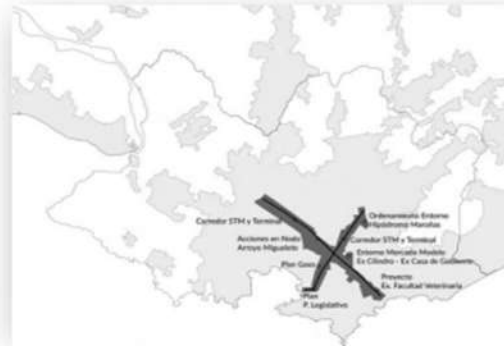 Ordenamiento Entorno
Hipódromo Maroñas
Corredor STM y Terminal
Corredor STM y Terminal
Acciones en Nodo
Arroyo Miguelete
Entorno Mercado Modelo
Ex Cilindro - Ex Casa de Gobierno
Plan Goes
Proyecto
Ex. Facultad Veterinaria
Plan
P. Legislativo